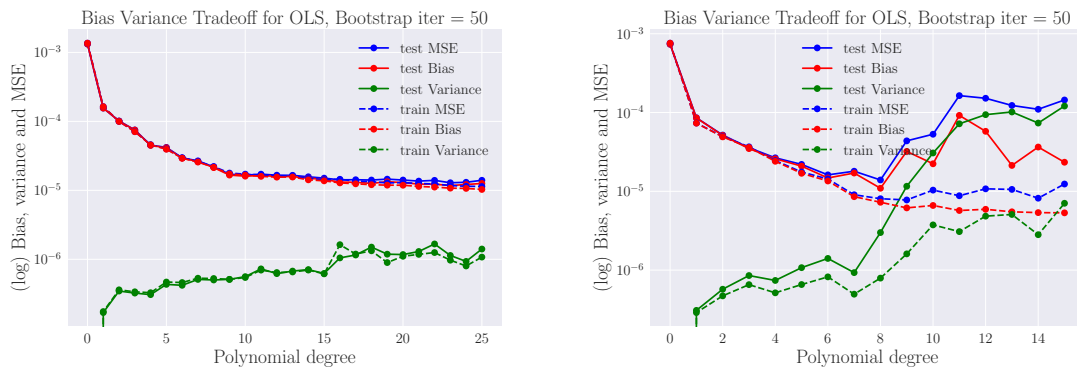 Bias Variance Tradeoff for OLS, Bootstrap iter = 50
(log) Bias, variance and MSE
10⁻³
10⁻⁴
10⁻⁵
10⁻⁶
test MSE
test Bias
test Variance
train MSE
train Bias
train Variance
0 5 10 15 20 25
Polynomial degree
Bias Variance Tradeoff for OLS, Bootstrap iter = 50
(log) Bias, variance and MSE
10⁻³
10⁻⁴
10⁻⁵
10⁻⁶
test MSE
test Bias
test Variance
train MSE
train Bias
train Variance
0 2 4 6 8 10 12 14
Polynomial degree